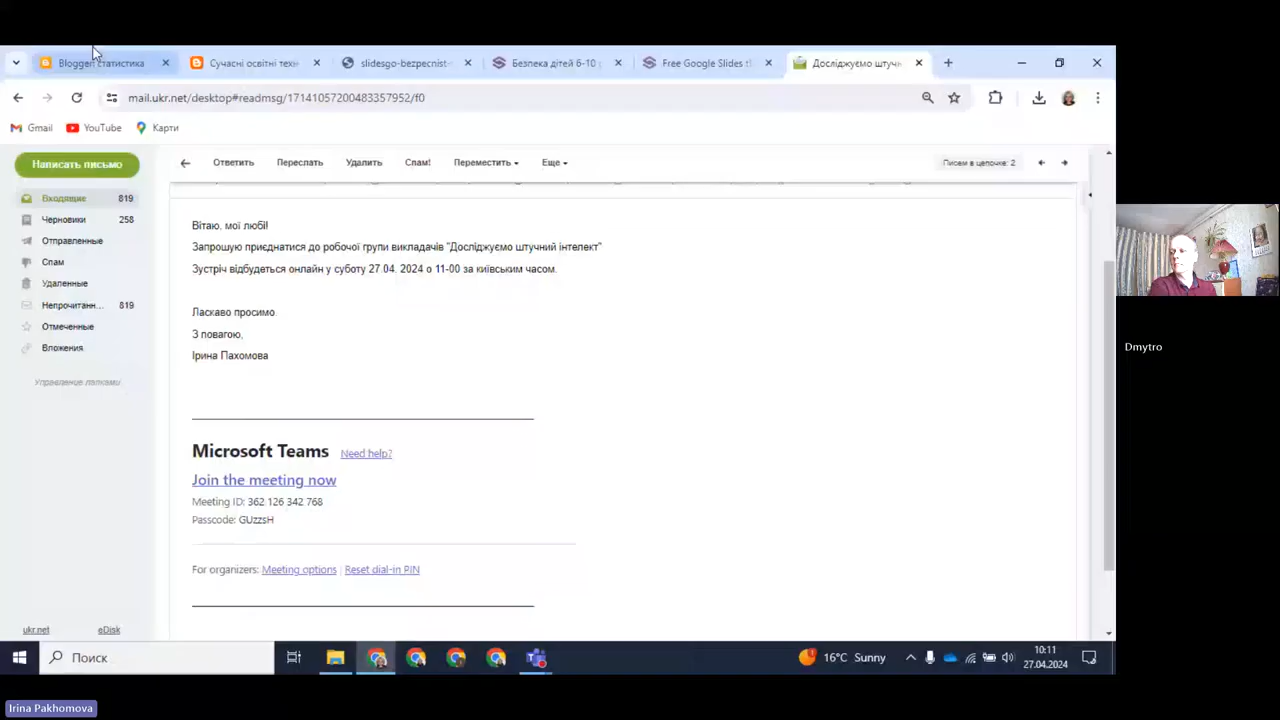 Blogger: статистика
Сучасні освітні техн
slidesgo-bezpecnist-
Безпека дітей 6-10 р
Free Google Slides t
Досліджуємо штучн
mail.ukr.net/desktop#readmsg/17141057200483357952/f0
Gmail
YouTube
Карти
Написать письмо
Ответить
Переслать
Удалить
Спам!
Переместить
Еще
Писем в цепочке: 2
Входящие 819
Черновики 258
Отправленные
Спам
Удаленные
Непрочитанн... 819
Отмеченные
Вложения
Управление папками
Вітаю, мої любі!
Запрошую приєднатися до робочої групи викладачів "Досліджуємо штучний інтелект"
Зустріч відбудеться онлайн у суботу 27.04. 2024 о 11-00 за київським часом.
Ласкаво просимо.
З повагою,
Ірина Пахомова
Microsoft Teams Need help?
Join the meeting now
Meeting ID: 362 126 342 768
Passcode: GUzzsH
For organizers: Meeting options | Reset dial-in PIN
ukr.net
eDisk
Поиск
16°C Sunny
10:11
27.04.2024
Dmytro
Irina Pakhomova